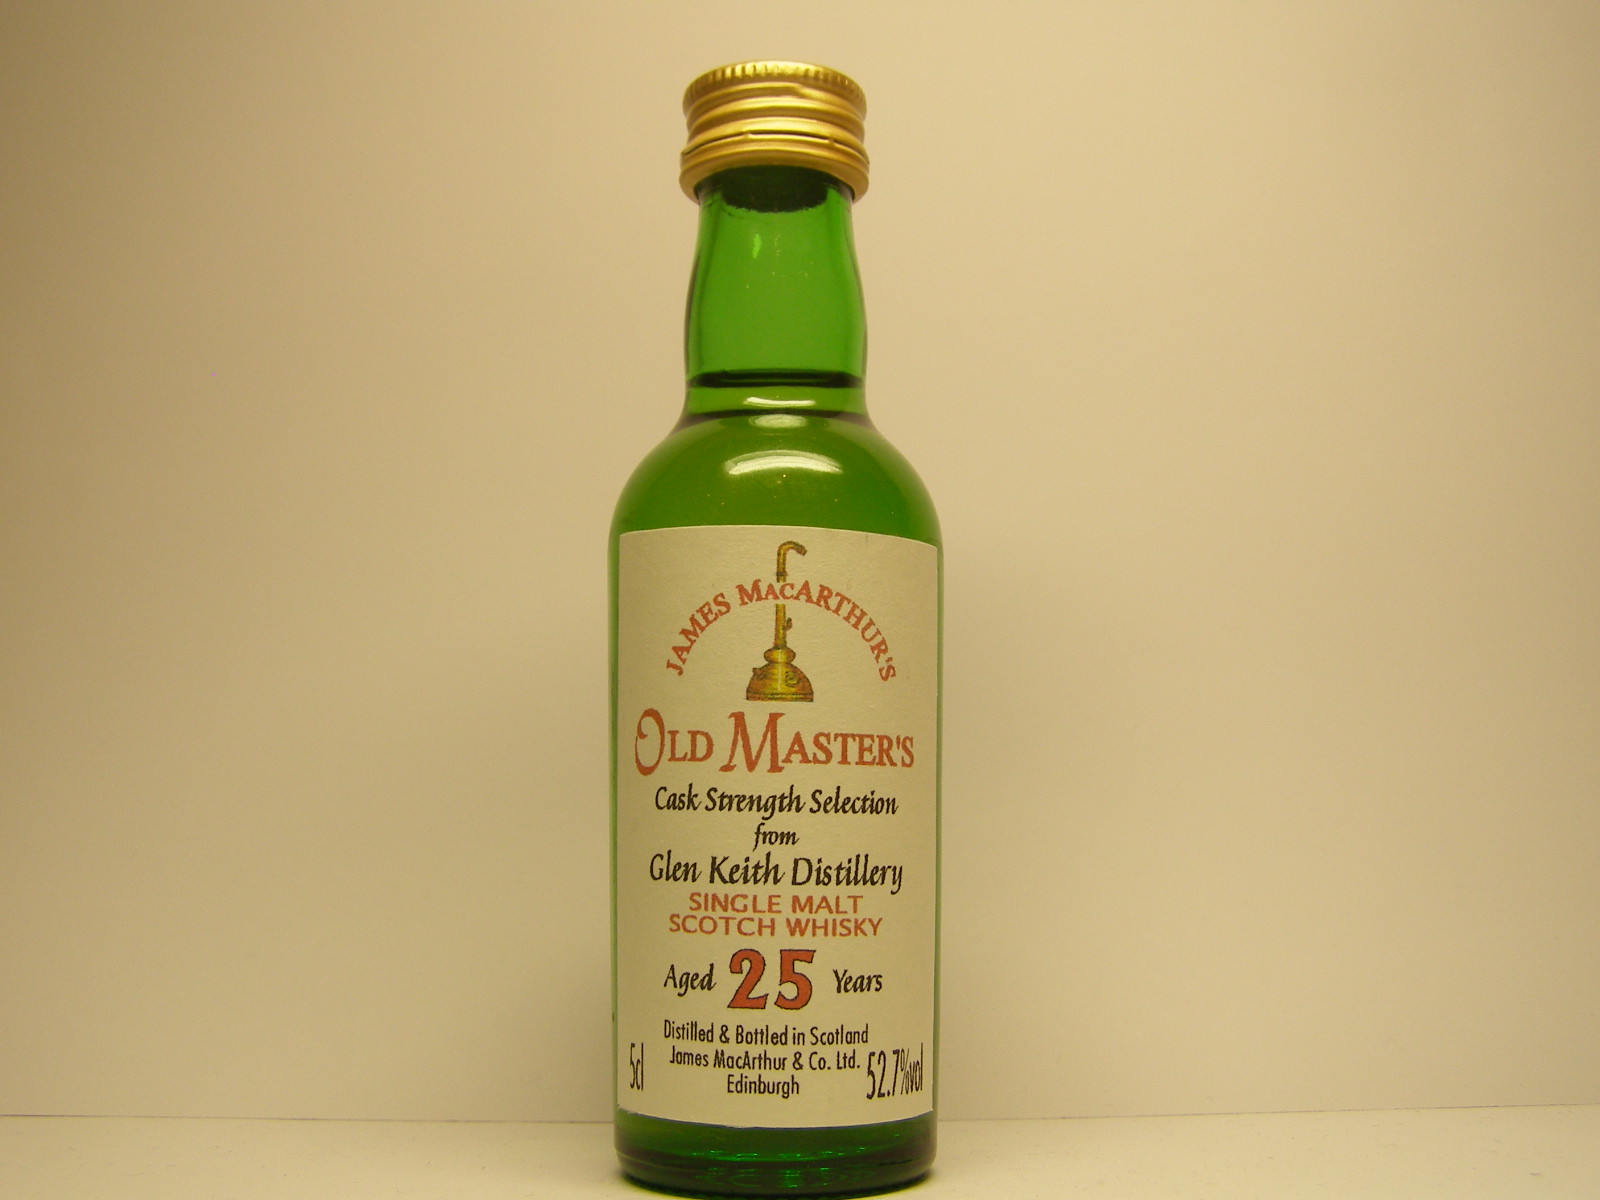 JAMES MACARTHUR'S
OLD MASTER'S
Cask Strength Selection
from
Glen Keith Distillery
SINGLE MALT
SCOTCH WHISKY
Aged 25 Years
Distilled & Bottled in Scotland
James MacArthur & Co. Ltd.
Edinburgh
5cl
52.7%vol